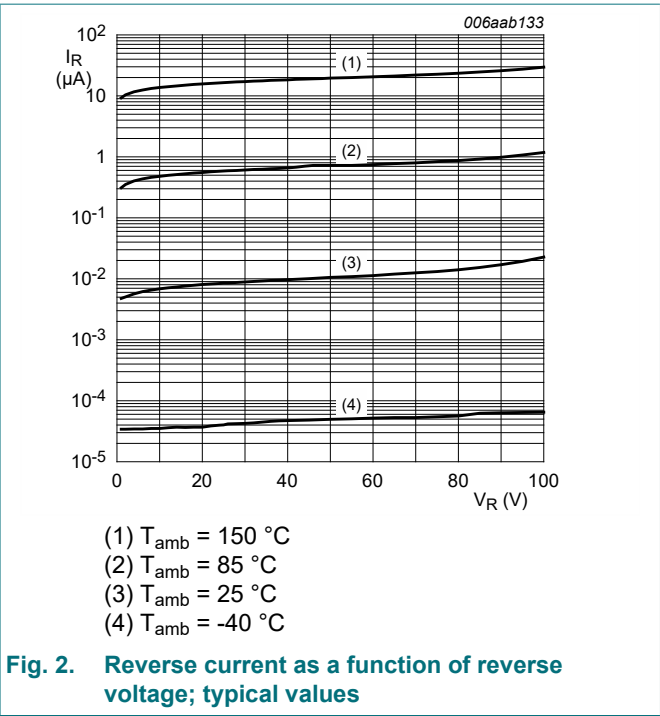 006aab133
10²
I_R
(µA)
10
1
10⁻¹
10⁻²
10⁻³
10⁻⁴
10⁻⁵
(1)
(2)
(3)
(4)
0 20 40 60 80 100
V_R (V)
(1) T_amb = 150 °C
(2) T_amb = 85 °C
(3) T_amb = 25 °C
(4) T_amb = -40 °C
Fig. 2. Reverse current as a function of reverse
voltage; typical values